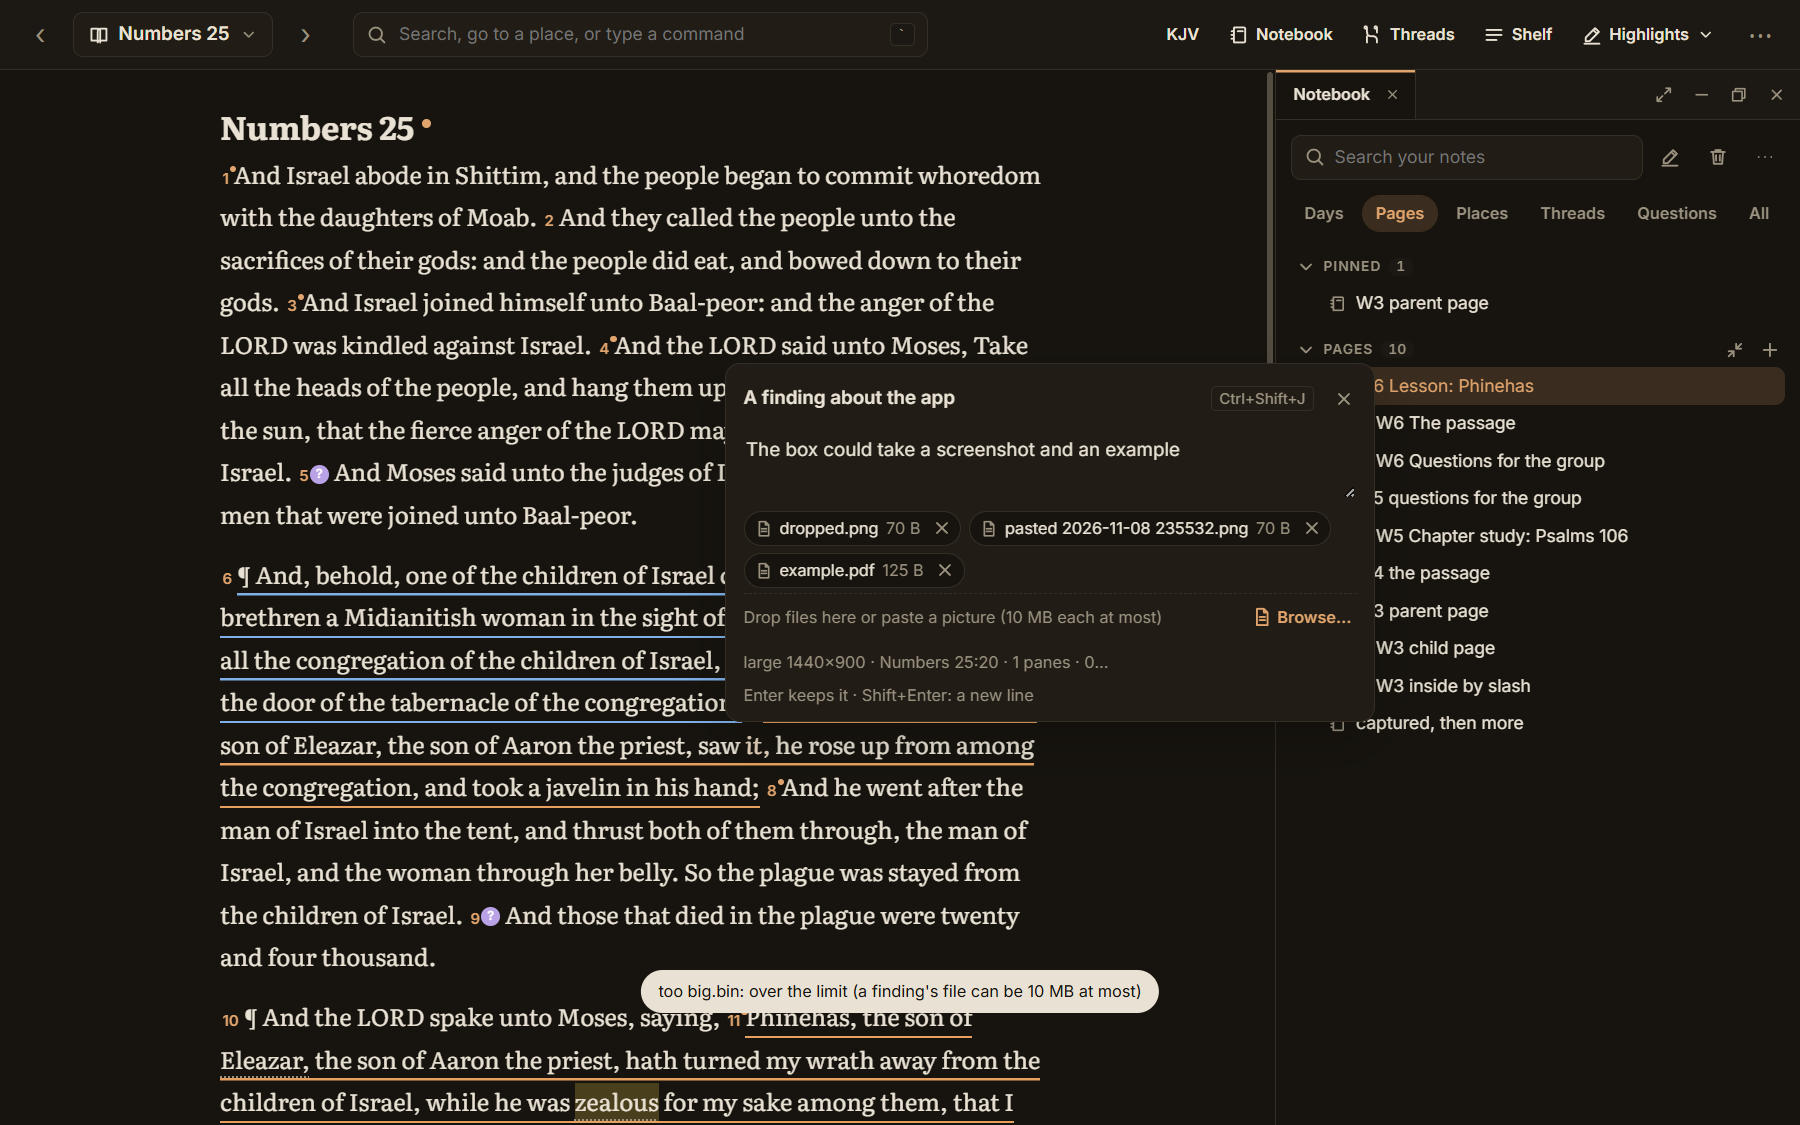 Numbers 25
Search, go to a place, or type a command
`
KJV
Notebook
Threads
Shelf
Highlights
Numbers 25
1 And Israel abode in Shittim, and the people began to commit whoredom
with the daughters of Moab. 2 And they called the people unto the
sacrifices of their gods: and the people did eat, and bowed down to their
gods. 3 And Israel joined himself unto Baal-peor: and the anger of the
LORD was kindled against Israel. 4 And the LORD said unto Moses, Take
all the heads of the people, and hang them up
the sun, that the fierce anger of the LORD may
Israel. 5 ? And Moses said unto the judges of I
men that were joined unto Baal-peor.
6 ¶ And, behold, one of the children of Israel
brethren a Midianitish woman in the sight of
all the congregation of the children of Israel,
the door of the tabernacle of the congregation
son of Eleazar, the son of Aaron the priest, saw it, he rose up from among
the congregation, and took a javelin in his hand; 8 And he went after the
man of Israel into the tent, and thrust both of them through, the man of
Israel, and the woman through her belly. So the plague was stayed from
the children of Israel. 9 ? And those that died in the plague were twenty
and four thousand.
10 ¶ And the LORD spake unto Moses, saying, 11 Phinehas, the son of
Eleazar, the son of Aaron the priest, hath turned my wrath away from the
children of Israel, while he was zealous for my sake among them, that I
A finding about the app
Ctrl+Shift+J
The box could take a screenshot and an example
dropped.png 70 B
pasted 2026-11-08 235532.png 70 B
example.pdf 125 B
Drop files here or paste a picture (10 MB each at most)
Browse...
large 1440×900 · Numbers 25:20 · 1 panes · 0...
Enter keeps it · Shift+Enter: a new line
too big.bin: over the limit (a finding's file can be 10 MB at most)
Notebook
Search your notes
Days
Pages
Places
Threads
Questions
All
PINNED 1
W3 parent page
PAGES 10
6 Lesson: Phinehas
W6 The passage
W6 Questions for the group
5 questions for the group
W5 Chapter study: Psalms 106
4 the passage
3 parent page
W3 child page
W3 inside by slash
captured, then more